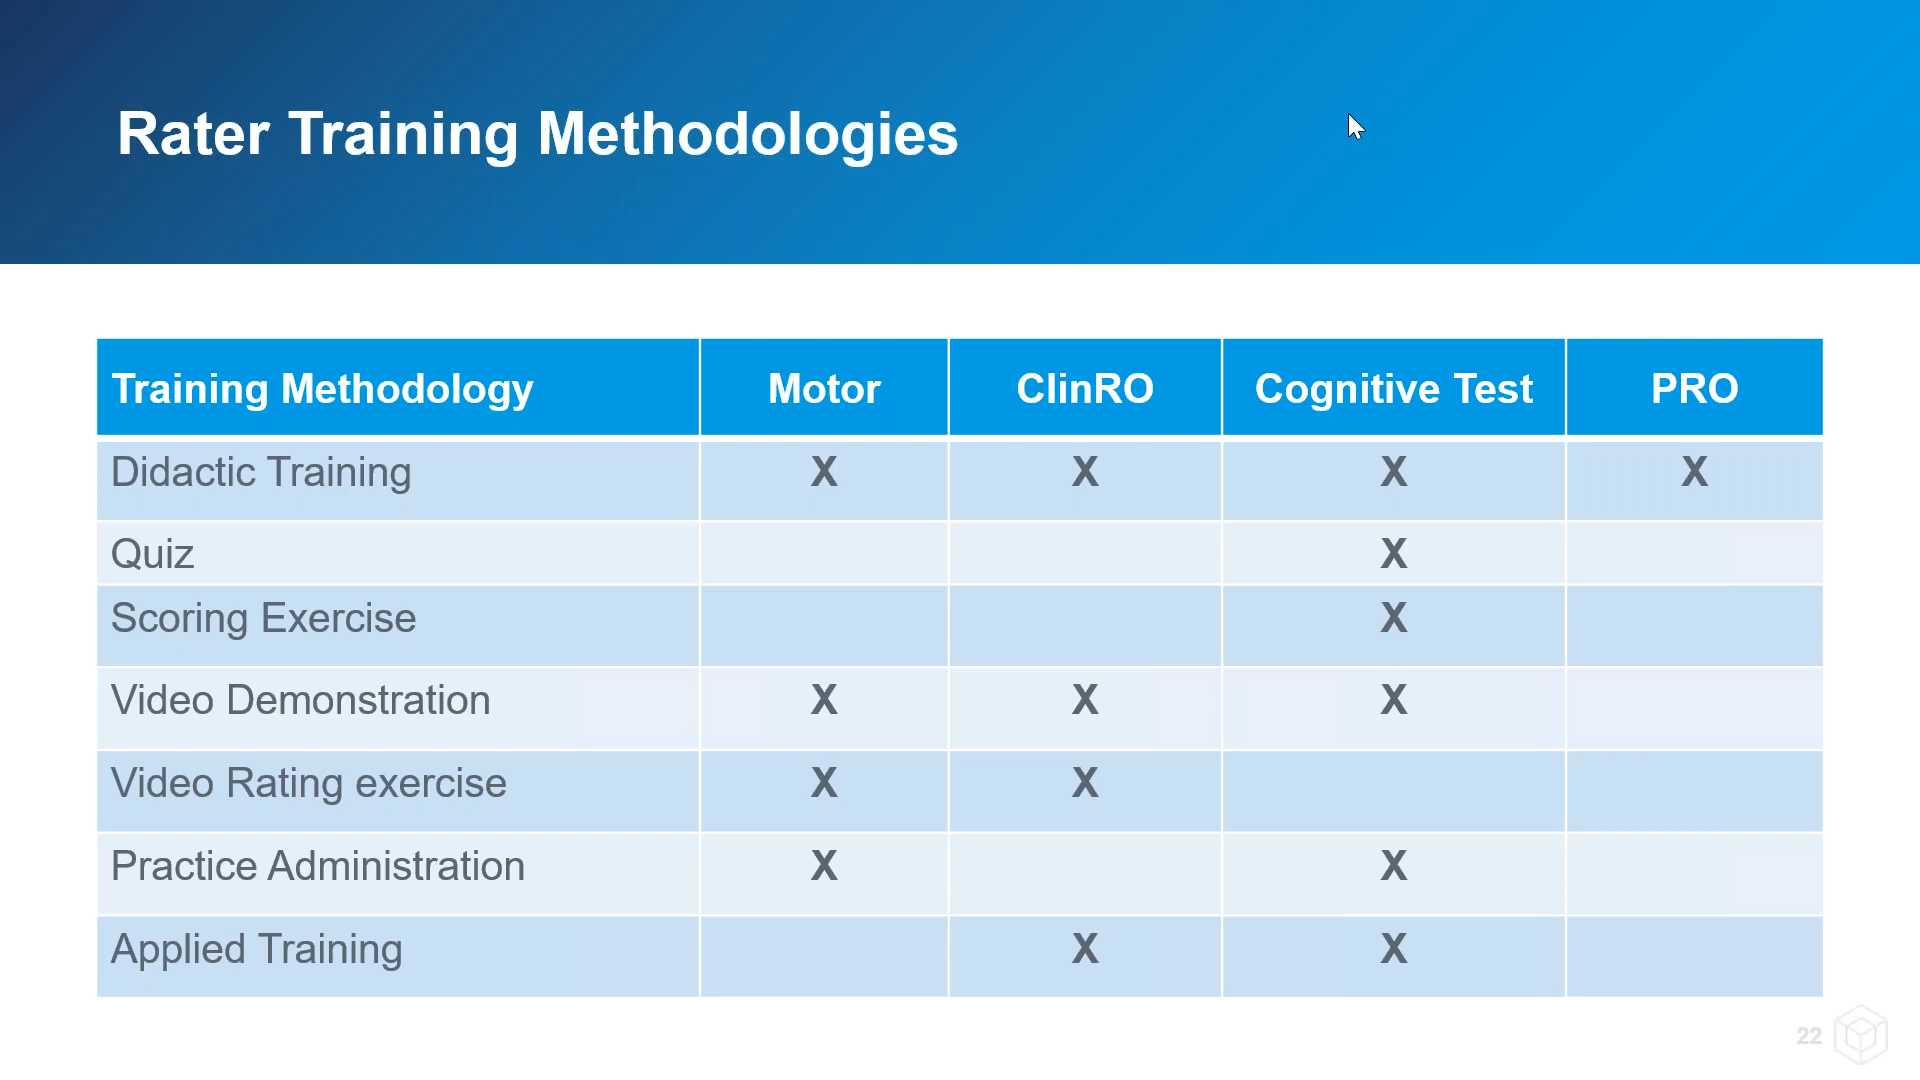 Rater Training Methodologies
Training Methodology Motor ClinRO Cognitive Test PRO
Didactic Training X X X X
Quiz X
Scoring Exercise X
Video Demonstration X X X
Video Rating exercise X X
Practice Administration X X
Applied Training X X
22